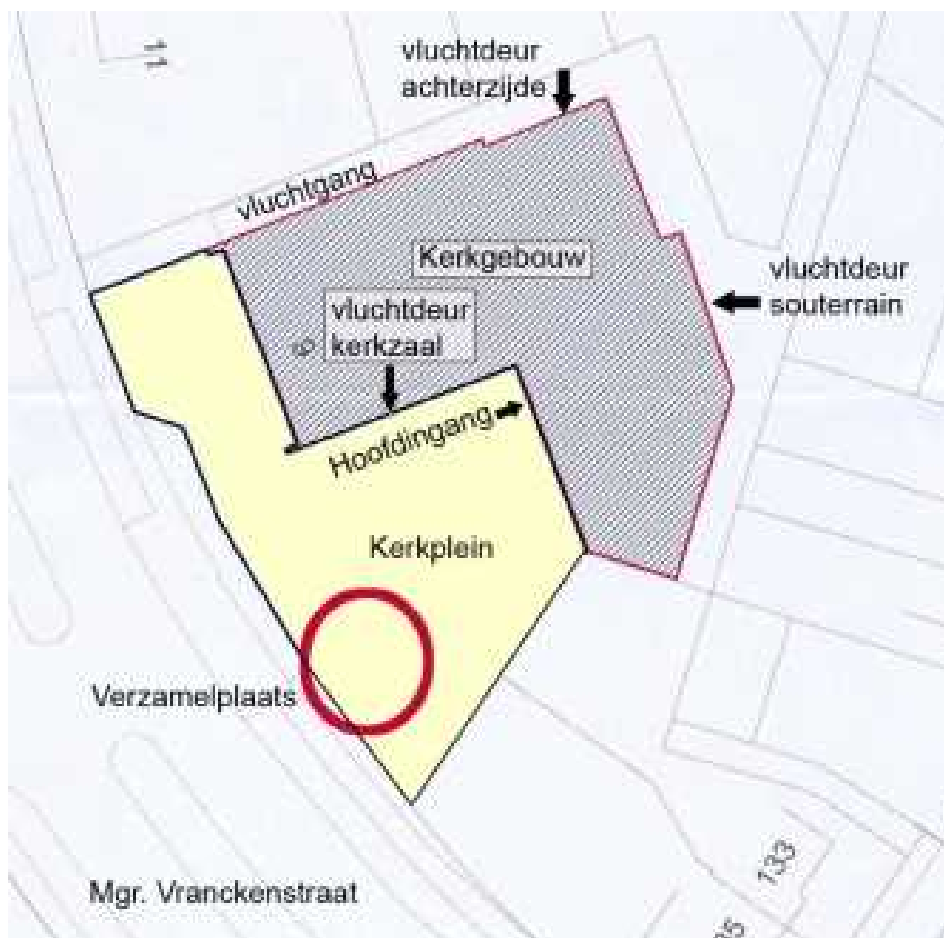 11
vluchtdeur
achterzijde
vluchtgang
Kerkgebouw
vluchtdeur
souterrain
vluchtdeur
kerkzaal
Hoofdingang
Kerkplein
Verzamelplaats
133
Mgr. Vranckenstraat